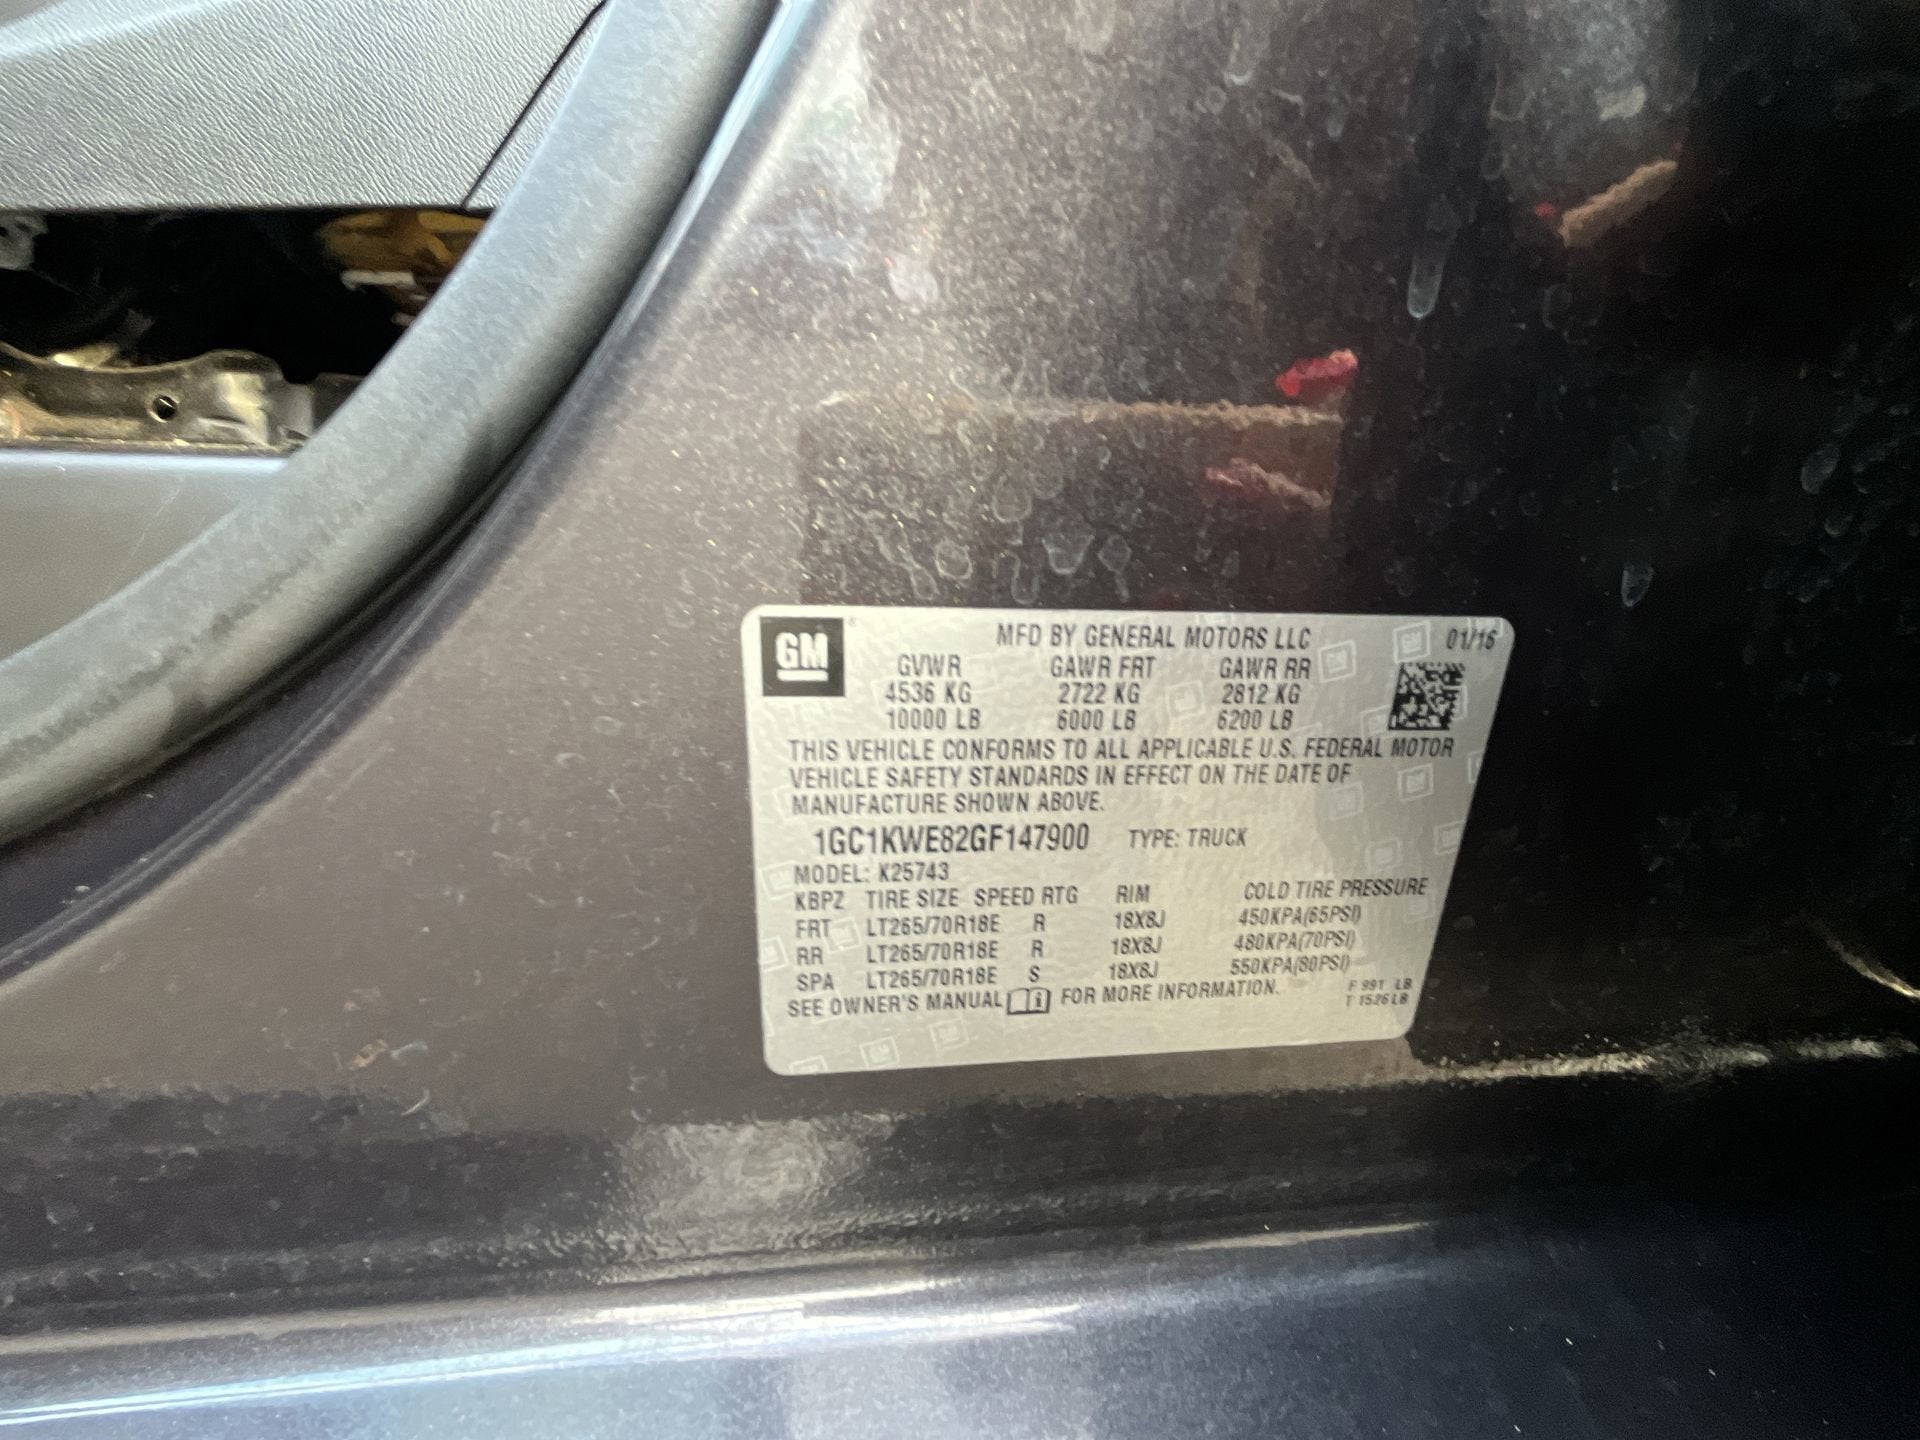 GM
MFD BY GENERAL MOTORS LLC 01/16
GVWR GAWR FRT GAWR RR
4536 KG 2722 KG 2812 KG
10000 LB 6000 LB 6200 LB
THIS VEHICLE CONFORMS TO ALL APPLICABLE U.S. FEDERAL MOTOR
VEHICLE SAFETY STANDARDS IN EFFECT ON THE DATE OF
MANUFACTURE SHOWN ABOVE.
1GC1KWE82GF147900 TYPE: TRUCK
MODEL: K25743
KBPZ TIRE SIZE SPEED RTG RIM COLD TIRE PRESSURE
FRT LT265/70R18E R 18X8J 450KPA(65PSI)
RR LT265/70R18E R 18X8J 480KPA(70PSI)
SPA LT265/70R18E S 18X8J 550KPA(80PSI)
SEE OWNER'S MANUAL FOR MORE INFORMATION.
F 991 LB
T 1526 LB